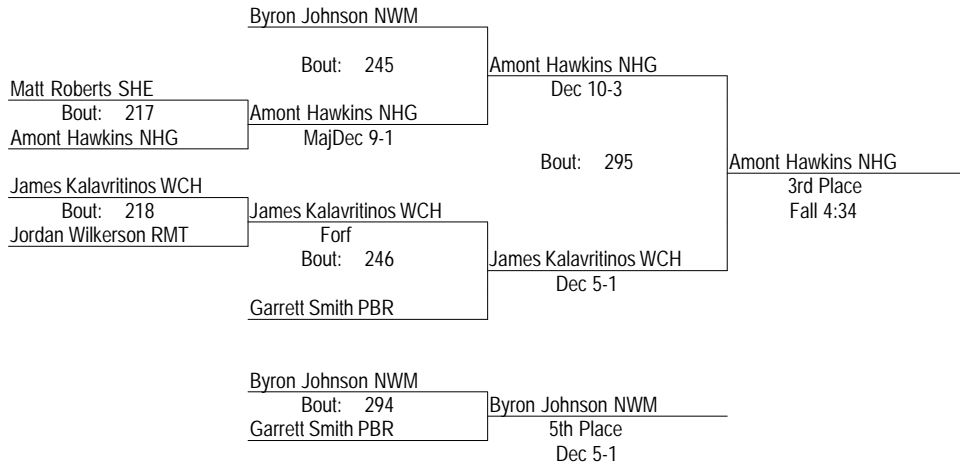 Byron Johnson NWM
Bout: 245
Amont Hawkins NHG
Dec 10-3
Matt Roberts SHE
Bout: 217
Amont Hawkins NHG
Amont Hawkins NHG
MajDec 9-1
Bout: 295
Amont Hawkins NHG
3rd Place
Fall 4:34
James Kalavritinos WCH
Bout: 218
Jordan Wilkerson RMT
James Kalavritinos WCH
Forf
Bout: 246
James Kalavritinos WCH
Dec 5-1
Garrett Smith PBR
Byron Johnson NWM
Bout: 294
Garrett Smith PBR
Byron Johnson NWM
5th Place
Dec 5-1